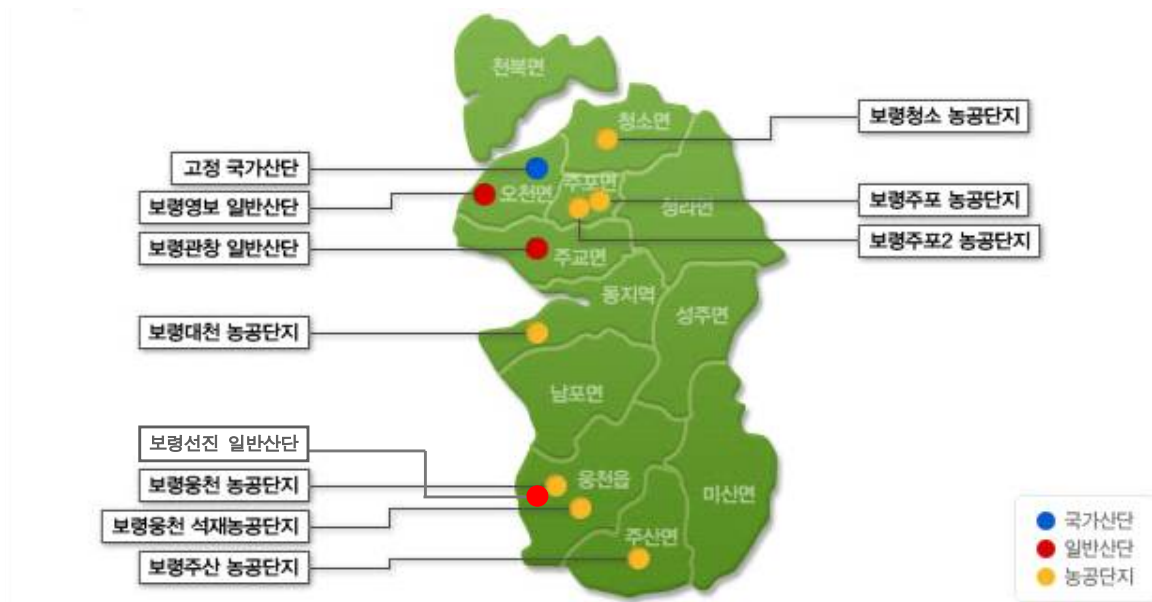 천북면
청소면
보령청소 농공단지
고정 국가산단
오천면
주포면
보령영보 일반산단
청라면
보령주포 농공단지
보령관창 일반산단
주교면
보령주포2 농공단지
동지역
성주면
보령대천 농공단지
남포면
보령선진 일반산단
보령웅천 농공단지
웅천읍
미산면
보령웅천 석재농공단지
주산면
보령주산 농공단지
국가산단
일반산단
농공단지